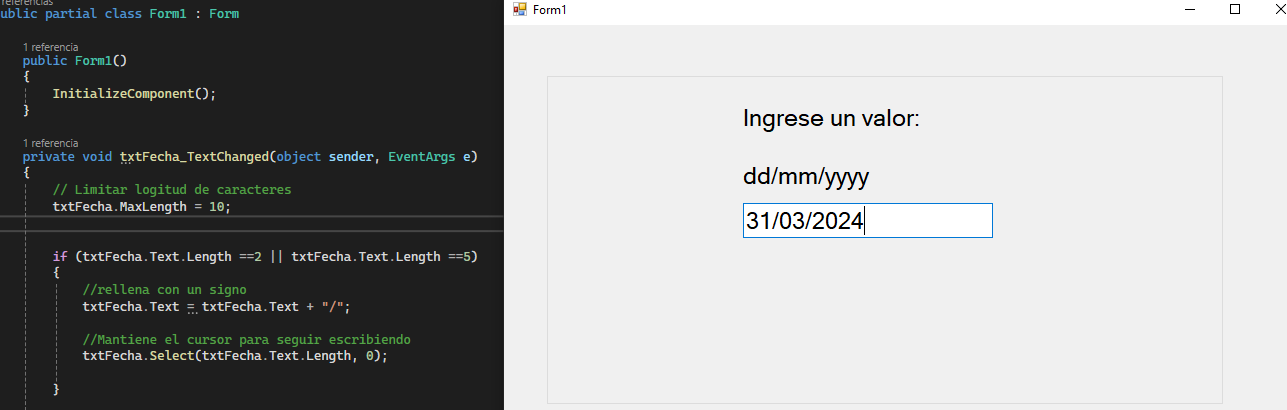 referencias
ublic partial class Form1 : Form
1 referencia
public Form1()
{
InitializeComponent();
}
1 referencia
private void txtFecha_TextChanged(object sender, EventArgs e)
{
// Limitar logitud de caracteres
txtFecha.MaxLength = 10;
if (txtFecha.Text.Length ==2 || txtFecha.Text.Length ==5)
{
//rellena con un signo
txtFecha.Text = txtFecha.Text + "/";
//Mantiene el cursor para seguir escribiendo
txtFecha.Select(txtFecha.Text.Length, 0);
}
Form1
Ingrese un valor:
dd/mm/yyyy
31/03/2024